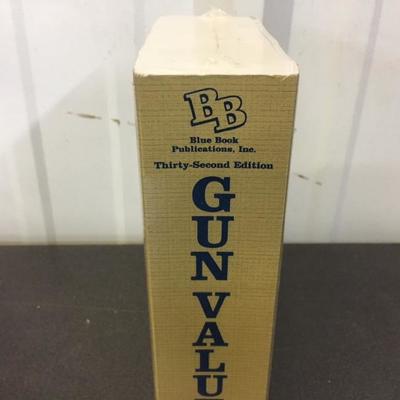 BB
Blue Book
Publications, Inc.
Thirty-Second Edition
GUN VALU